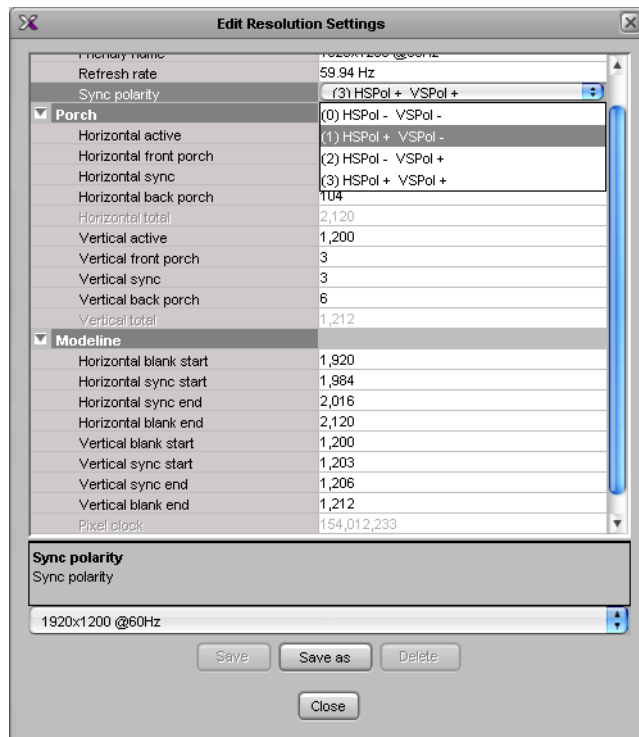 Edit Resolution Settings
Friendly name 1920x1200 @60Hz
Refresh rate 59.94 Hz
Sync polarity (3) HSPol + VSPol +
Porch (0) HSPol - VSPol -
Horizontal active (1) HSPol + VSPol -
Horizontal front porch (2) HSPol - VSPol +
Horizontal sync (3) HSPol + VSPol +
Horizontal back porch 104
Horizontal total 2,120
Vertical active 1,200
Vertical front porch 3
Vertical sync 3
Vertical back porch 6
Vertical total 1,212
Modeline
Horizontal blank start 1,920
Horizontal sync start 1,984
Horizontal sync end 2,016
Horizontal blank end 2,120
Vertical blank start 1,200
Vertical sync start 1,203
Vertical sync end 1,206
Vertical blank end 1,212
Pixel clock 154,012,233
Sync polarity
Sync polarity
1920x1200 @60Hz
Save Save as Delete
Close